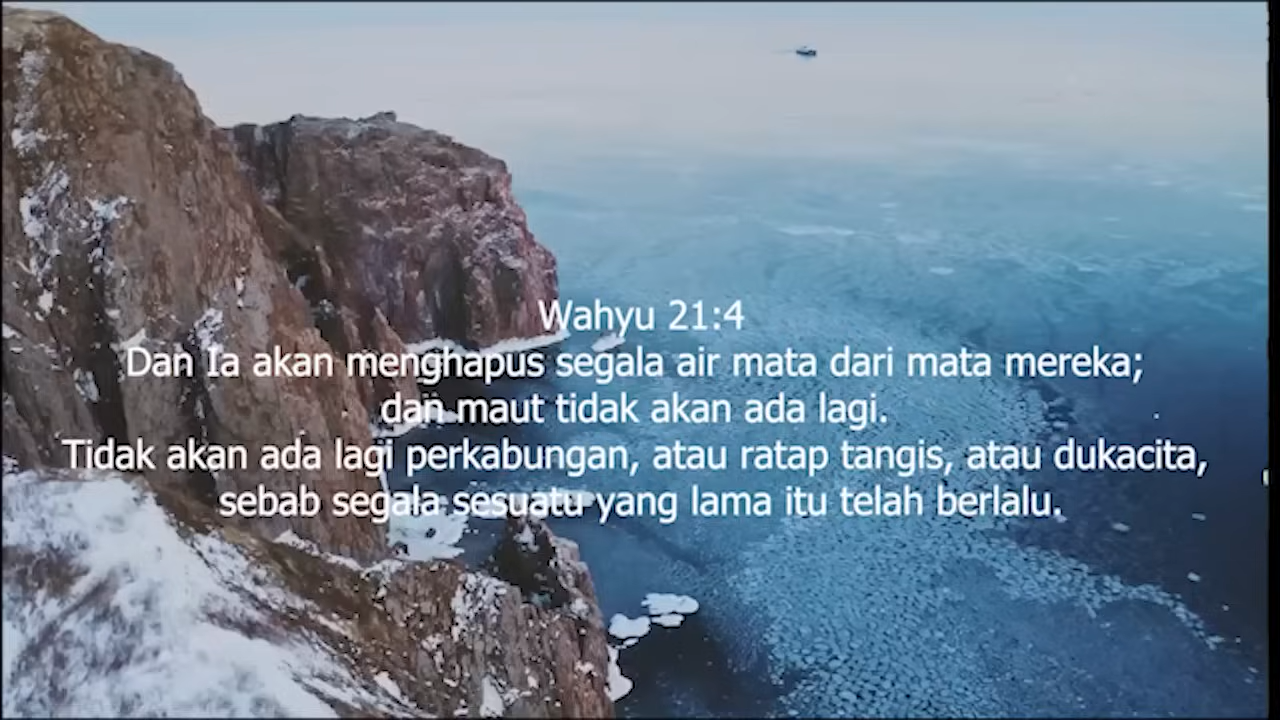 Wahyu 21:4
Dan Ia akan menghapus segala air mata dari mata mereka;
dan maut tidak akan ada lagi.
Tidak akan ada lagi perkabungan, atau ratap tangis, atau dukacita,
sebab segala sesuatu yang lama itu telah berlalu.